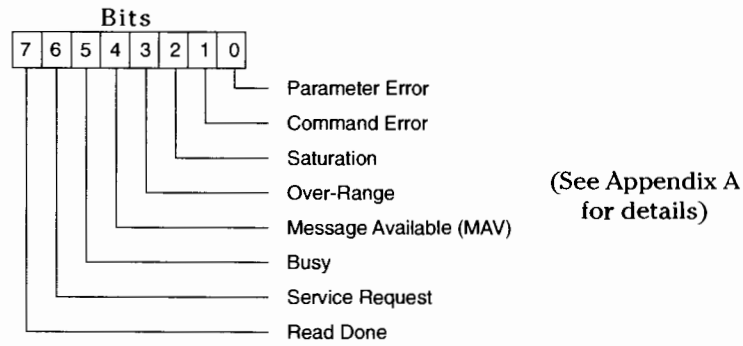 Bits
7 6 5 4 3 2 1 0
Parameter Error
Command Error
Saturation
Over-Range
(See Appendix A
for details)
Message Available (MAV)
Busy
Service Request
Read Done